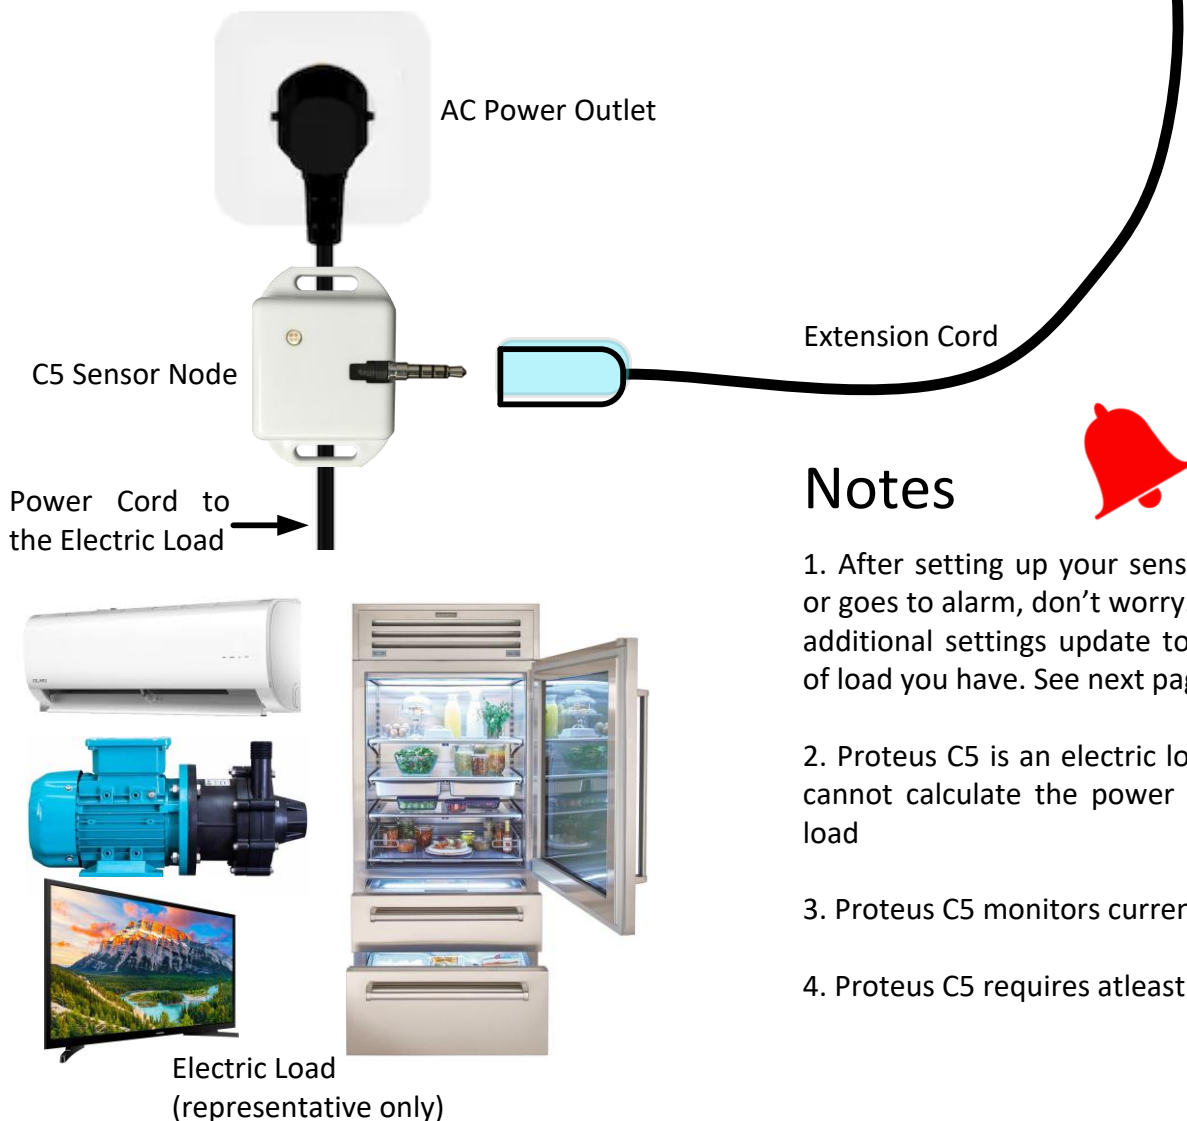 AC Power Outlet
Extension Cord
C5 Sensor Node
Power Cord to
the Electric Load
Notes
1. After setting up your sens
or goes to alarm, don’t worry.
additional settings update to
of load you have. See next pag
2. Proteus C5 is an electric lo
cannot calculate the power
load
3. Proteus C5 monitors curren
4. Proteus C5 requires atleast
Electric Load
(representative only)